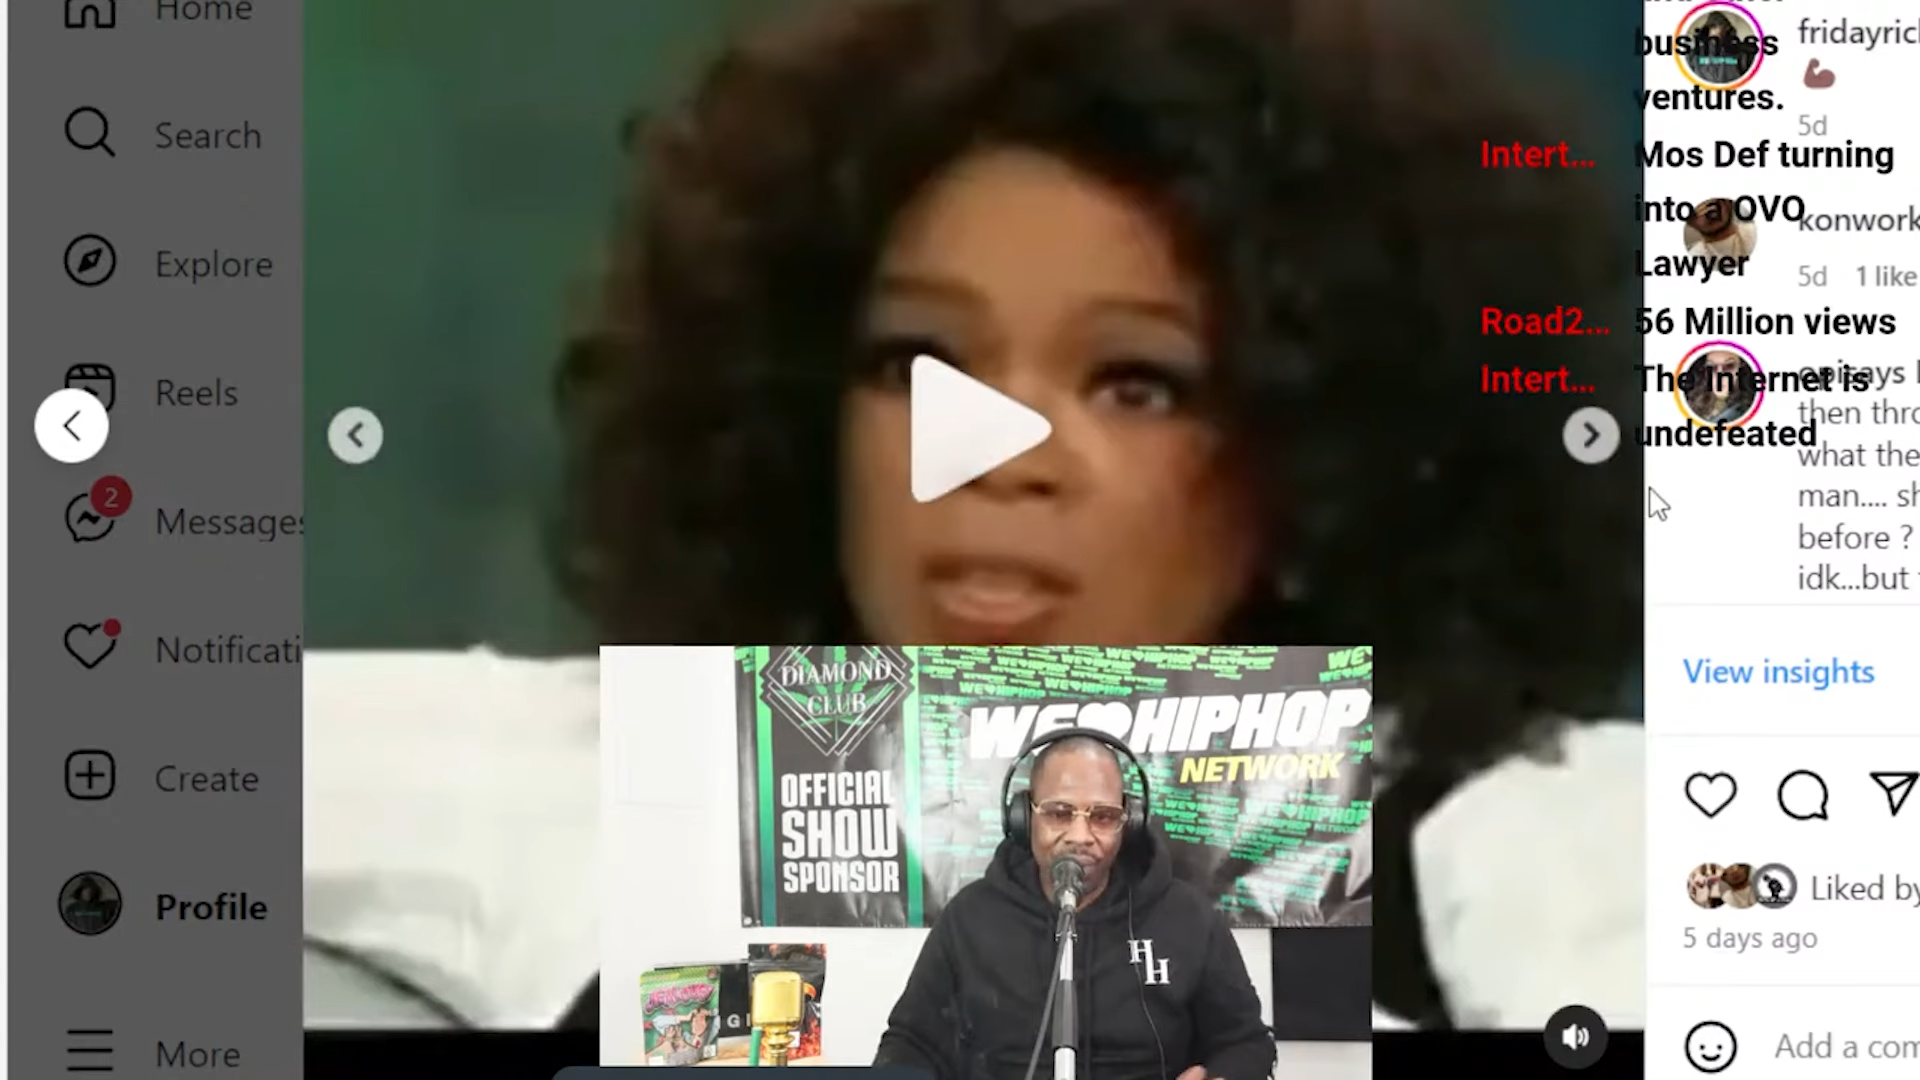 Home
Search
Explore
Reels
2
Messages
Notificati
Create
Profile
More
business
ventures.
Intert... Mos Def turning
into a OVO
Lawyer
Road2... 56 Million views
Intert... The Internet is
undefeated
fridayric
5d
konwork
5d 1 like
then thro
what the
man.... sh
before ?
idk...but
View insights
Liked by
5 days ago
Add a com
DIAMOND
CLUB
OFFICIAL
SHOW
SPONSOR
WE HIPHOP
NETWORK
HH